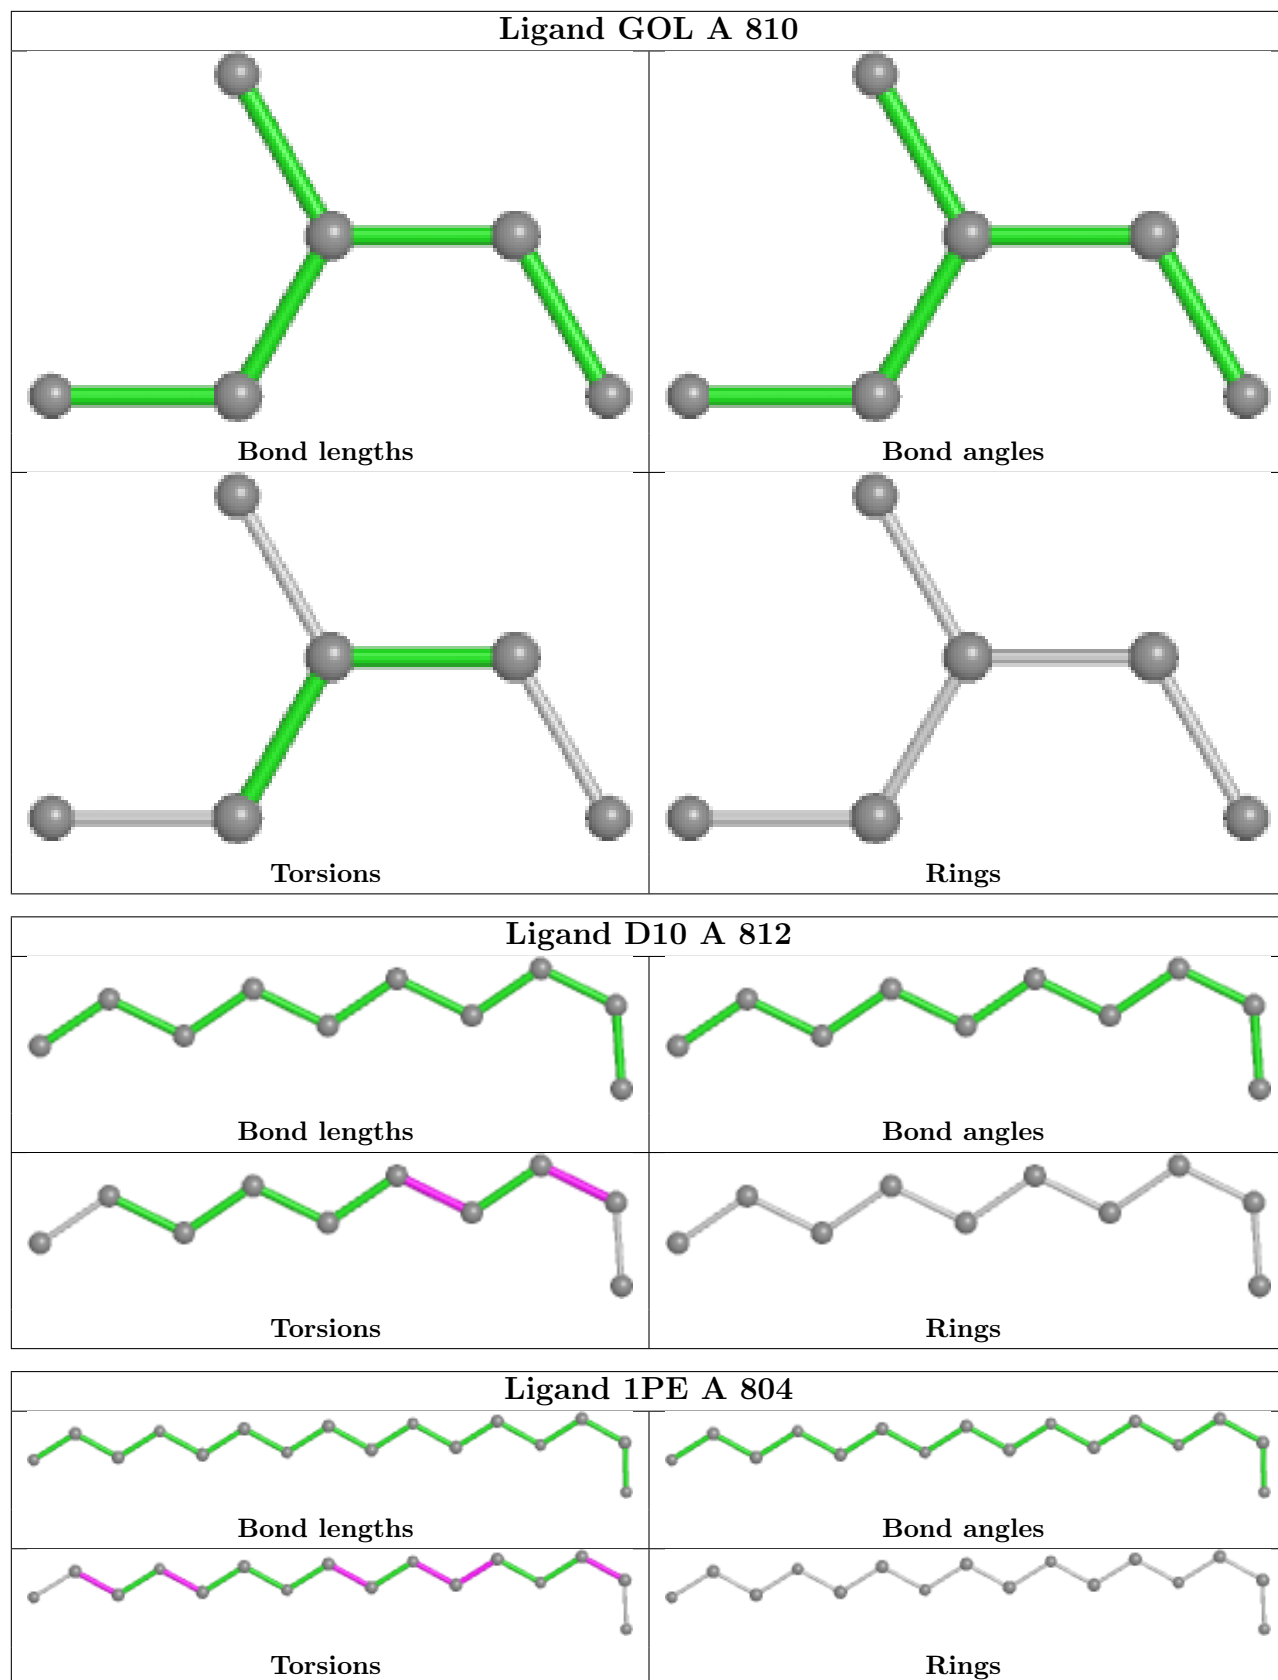 Ligand GOL A 810
Bond lengths
Bond angles
Torsions
Rings
Ligand D10 A 812
Bond lengths
Bond angles
Torsions
Rings
Ligand 1PE A 804
Bond lengths
Bond angles
Torsions
Rings